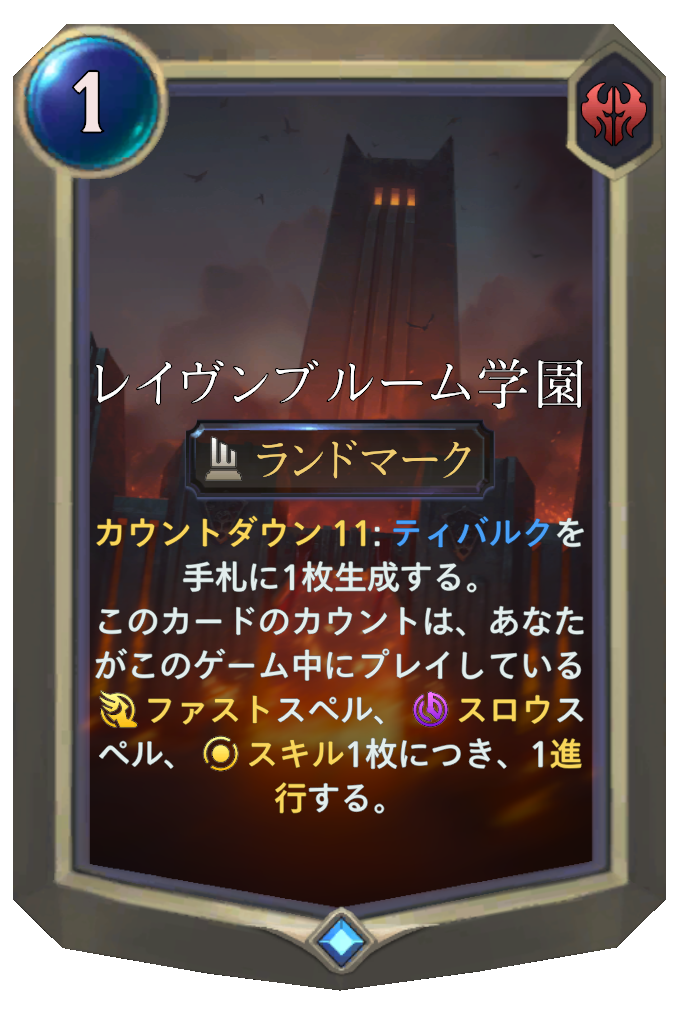 1
レイヴンブルーム学園
ランドマーク
カウントダウン 11: ティバルクを
手札に1枚生成する。
このカードのカウントは、あなた
がこのゲーム中にプレイしている
ファストスペル、 スロウス
ペル、 スキル1枚につき、1進
行する。